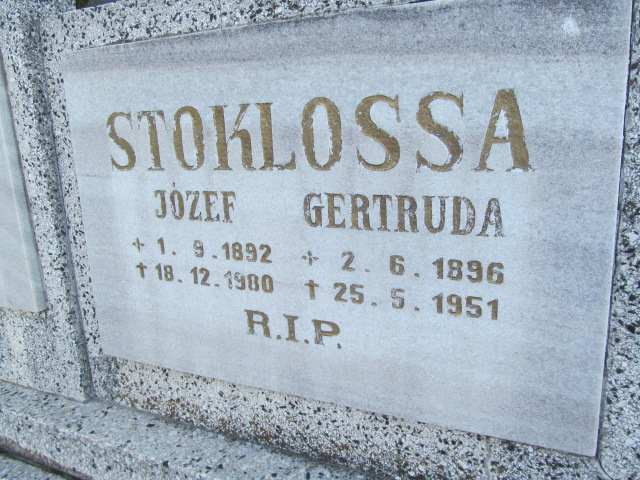 STOKLOSSA
JÓZEF GERTRUDA
+ 1.9.1892 + 2.6.1896
† 18.12.1980 † 25.5.1951
R.I.P.